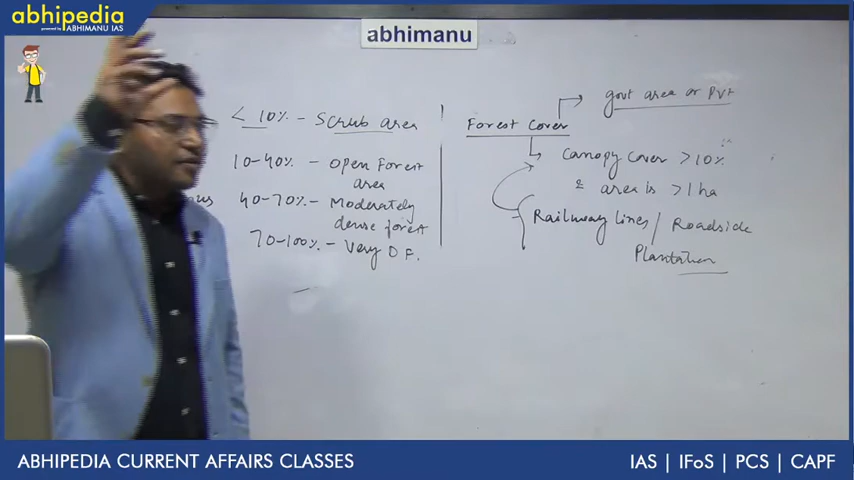 abhipedia
powered by ABHIMANU IAS
abhimanu
< 10% - Scrub area
10-40% - Open Forest
area
40-70% - Moderately
dense forest
70-100% - Very D F.
Forest Cover
govt area or Pvt
Canopy Cover > 10%
& area is > 1 ha
Railway lines / Roadside
Plantation
ABHIPEDIA CURRENT AFFAIRS CLASSES
IAS | IFoS | PCS | CAPF